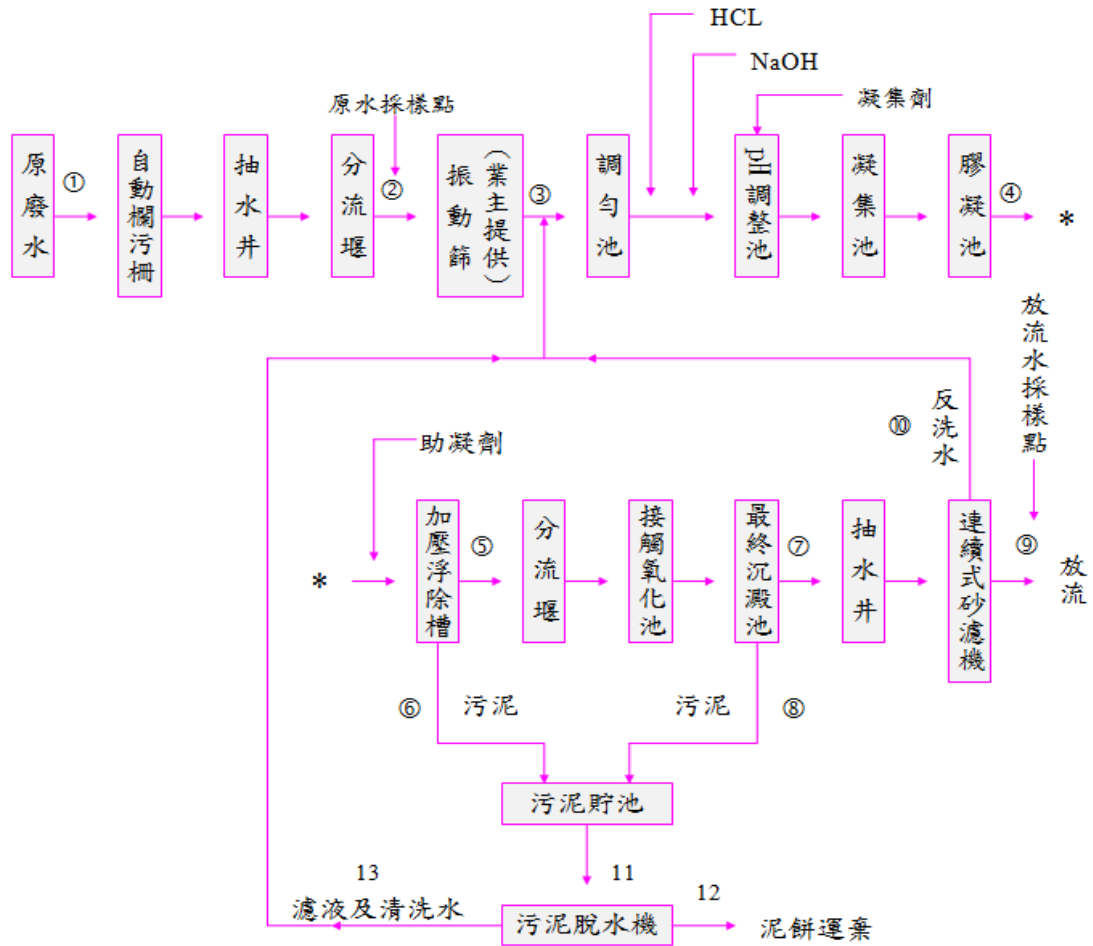 HCL
NaOH
原水採樣點
凝集劑
原廢水
①
自動欄污柵
抽水井
分流堰
②
振動篩
(業主提供)
③
調勻池
pH調整池
凝集池
膠凝池
④
*
放流水採樣點
反洗水
⑩
助凝劑
*
加壓浮除槽
⑤
分流堰
接觸氧化池
最終沉澱池
⑦
抽水井
連續式砂濾機
⑨
放流
⑥
污泥
污泥
⑧
污泥貯池
11
13
濾液及清洗水
污泥脫水機
12
泥餅運棄